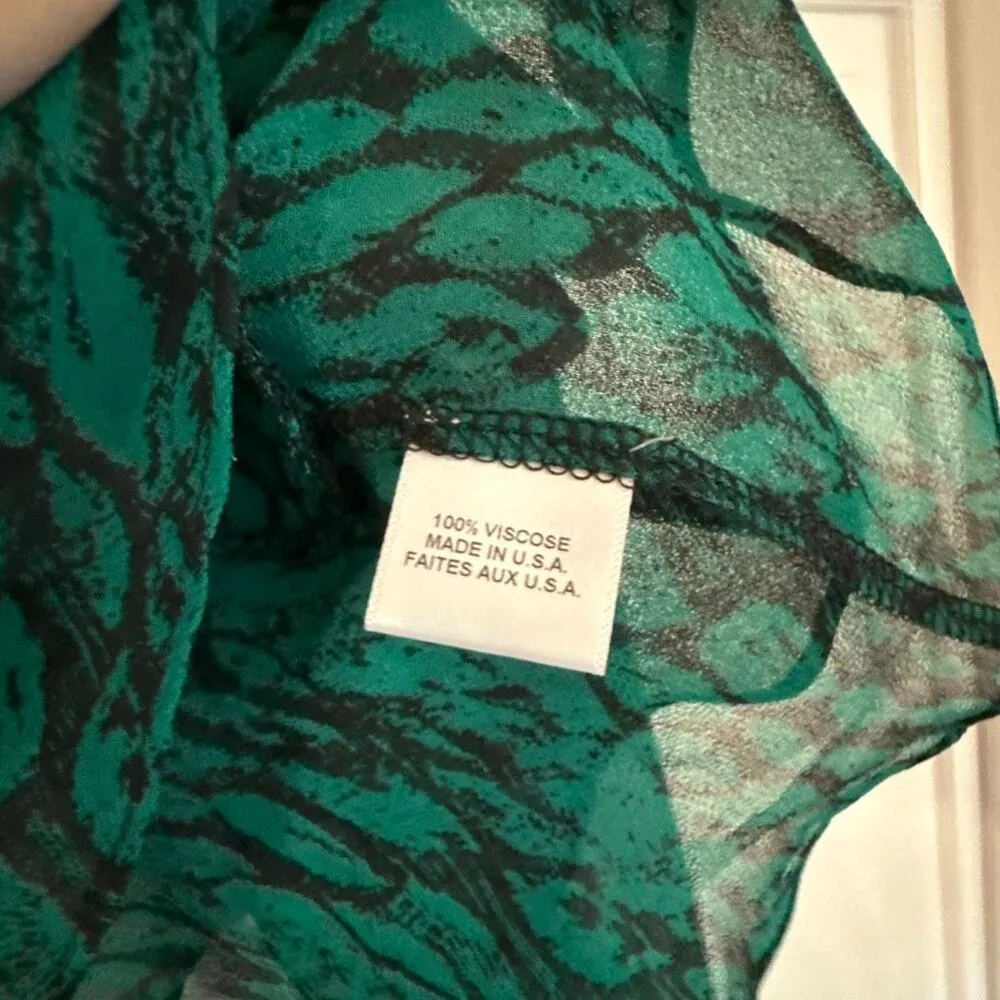 100% VISCOSE
MADE IN U.S.A.
FAITES AUX U.S.A.